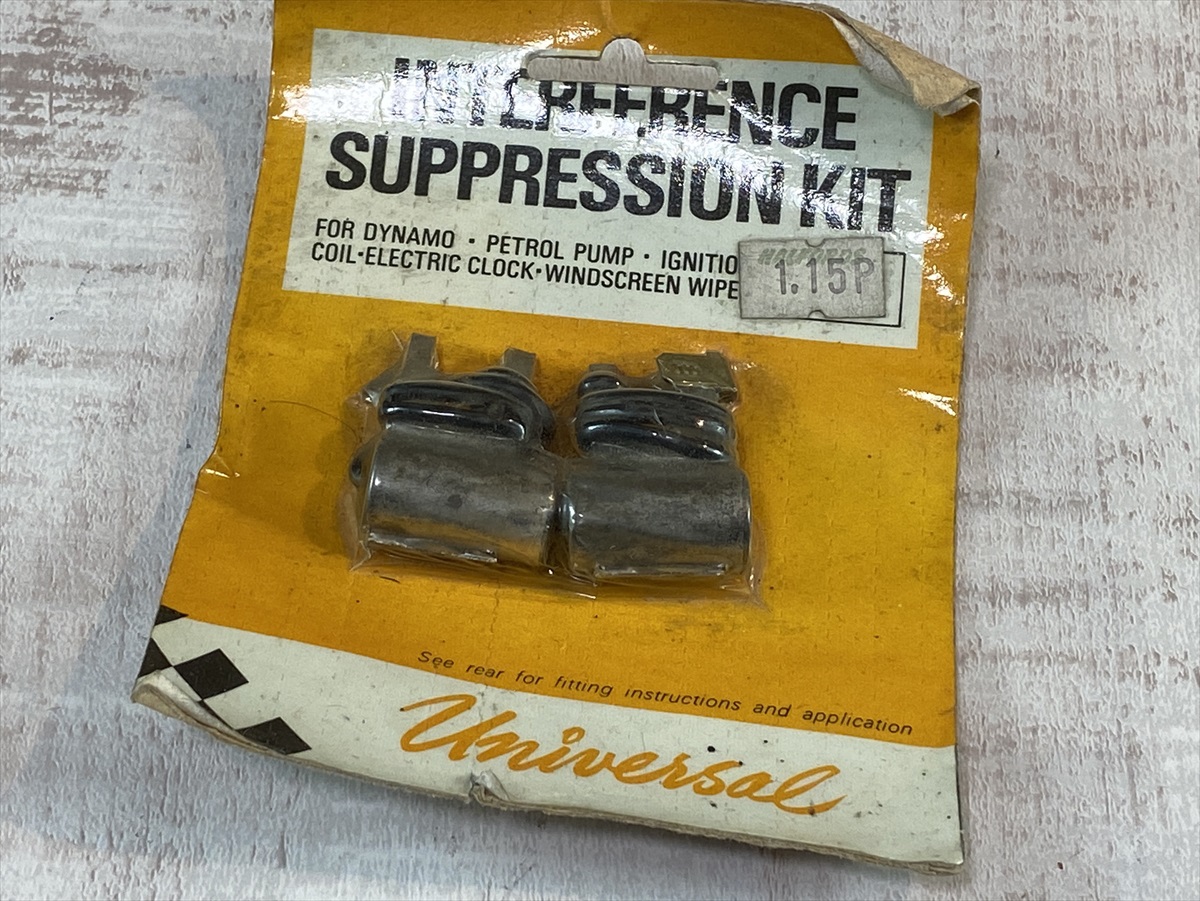 INTERFERENCE
SUPPRESSION KIT
FOR DYNAMO · PETROL PUMP · IGNITIO
COIL·ELECTRIC CLOCK·WINDSCREEN WIPE
1.15P
See rear for fitting instructions and application
Universal